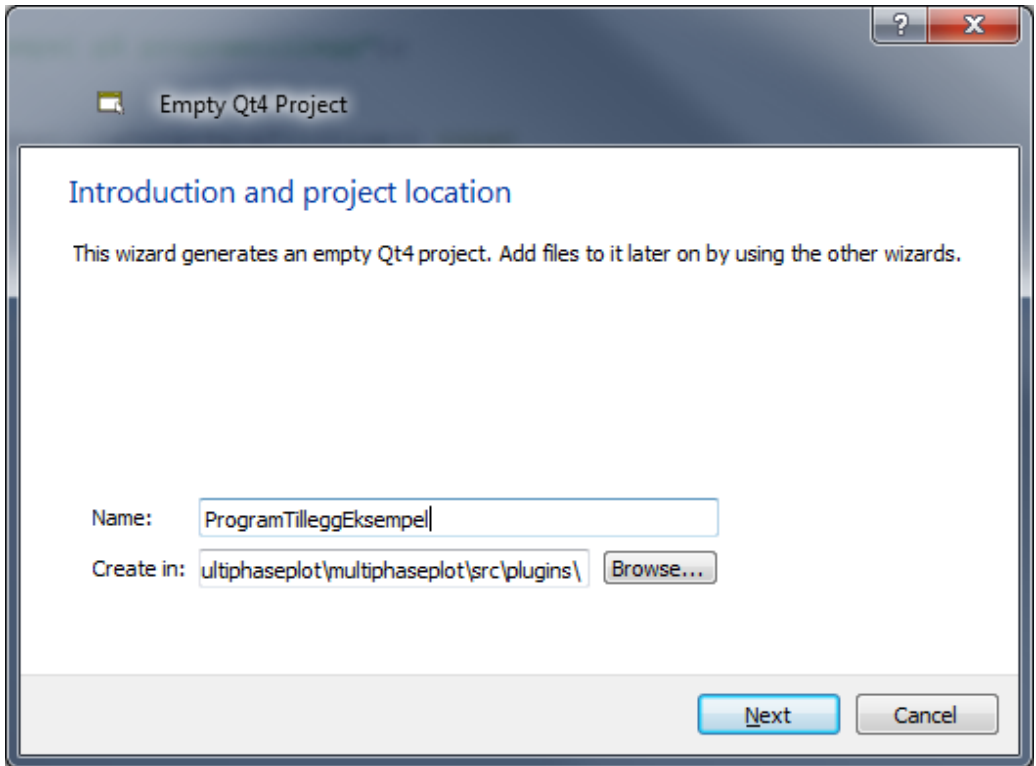 ?
X
Empty Qt4 Project
Introduction and project location
This wizard generates an empty Qt4 project. Add files to it later on by using the other wizards.
Name: ProgramTilleggEksempel
Create in: ultiphaseplot\multiphaseplot\src\plugins\ Browse...
Next Cancel